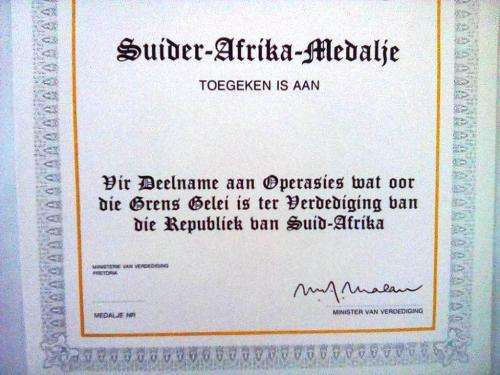 Suider-Afrika-Medalje
TOEGEKEN IS AAN
Vir Deelname aan Operasies wat oor
die Grens Gelei is ter Verdediging van
die Republiek van Suid-Afrika
MINISTERIE VAN VERDEDIGING
PRETORIA
M.A. Malan
MEDALJE NR
MINISTER VAN VERDEDIGING